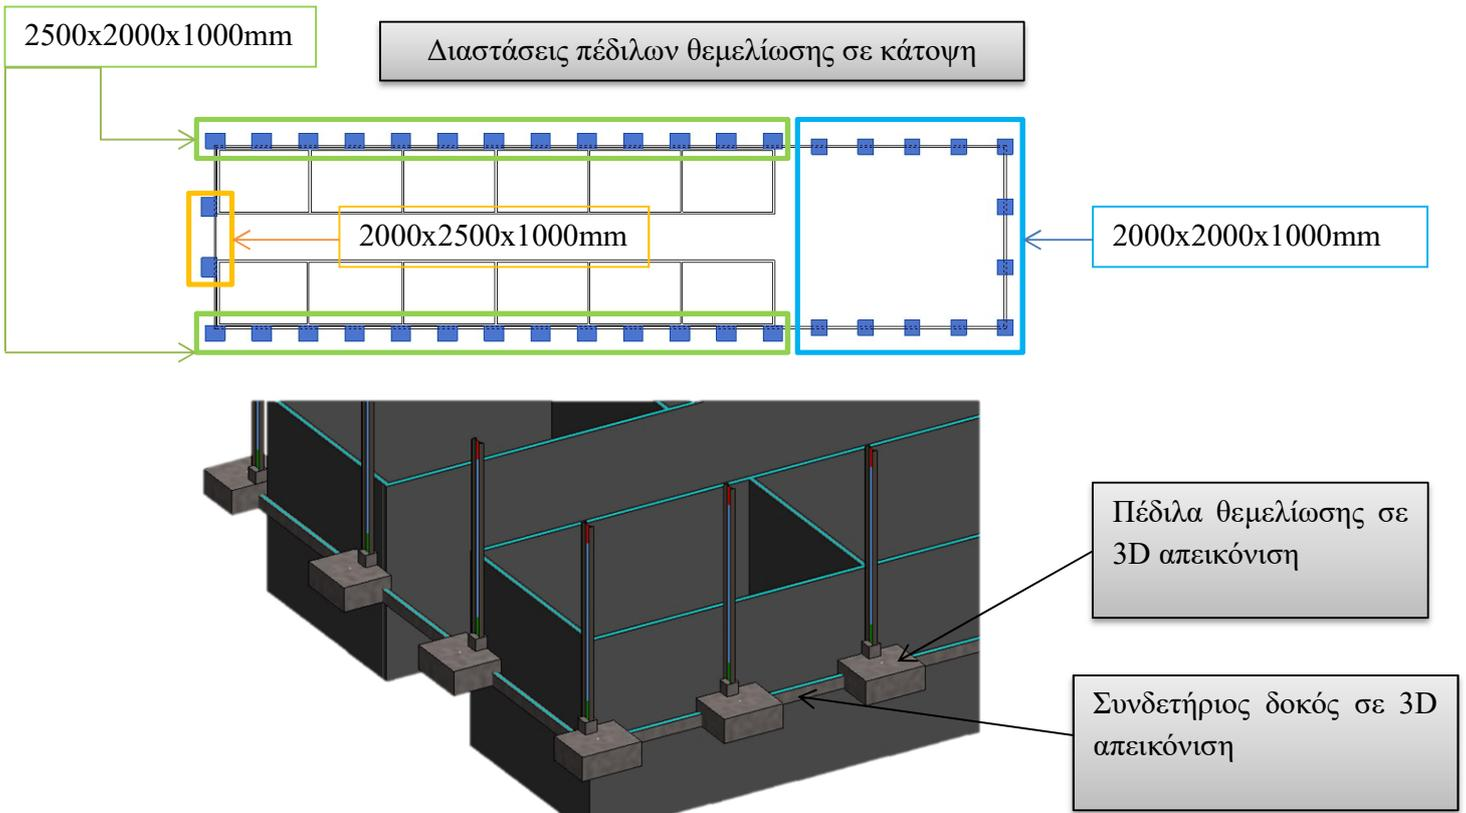 2500x2000x1000mm
Διαστάσεις πέδιλων θεμελίωσης σε κάτοψη
2000x2500x1000mm
2000x2000x1000mm
Πέδιλα θεμελίωσης σε
3D απεικόνιση
Συνδετήριος δοκός σε 3D
απεικόνιση